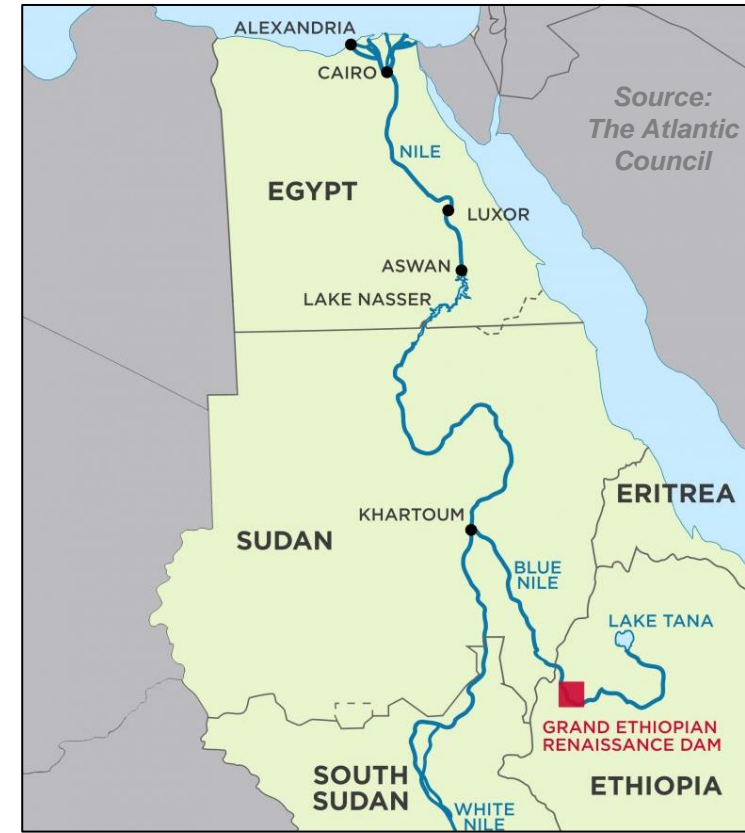 ALEXANDRIA
CAIRO
Source:
The Atlantic
Council
NILE
EGYPT
LUXOR
ASWAN
LAKE NASSER
ERITREA
KHARTOUM
SUDAN
BLUE
NILE
LAKE TANA
GRAND ETHIOPIAN
RENAISSANCE DAM
SOUTH
SUDAN
ETHIOPIA
WHITE
NILE